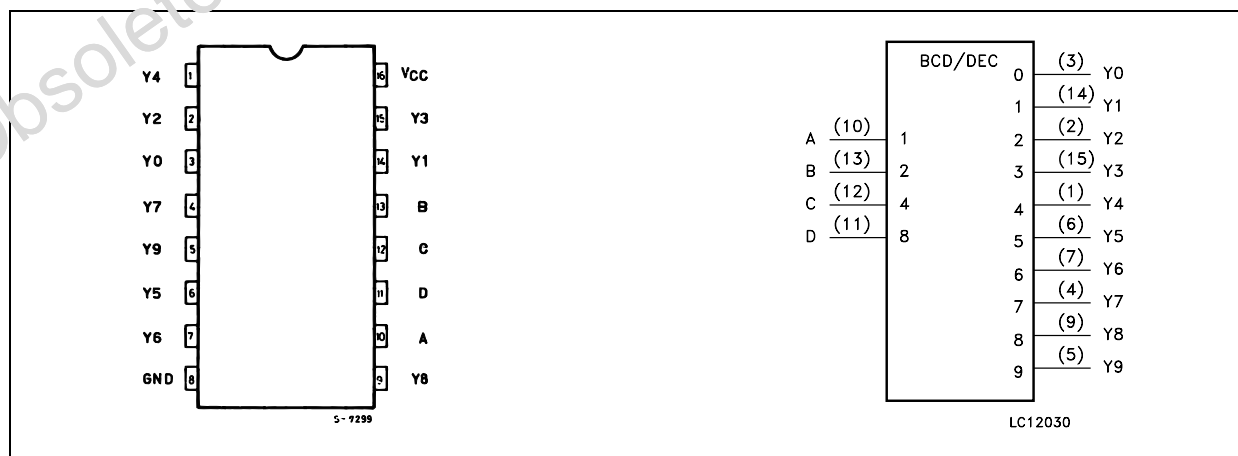 Obsolete
Y4 1
Y2 2
Y0 3
Y7 4
Y9 5
Y5 6
Y6 7
GND 8
16 VCC
15 Y3
14 Y1
13 B
12 C
11 D
10 A
9 Y8
S-7299
BCD/DEC
A (10) 1
B (13) 2
C (12) 4
D (11) 8
0 (3) Y0
1 (14) Y1
2 (2) Y2
3 (15) Y3
4 (1) Y4
5 (6) Y5
6 (7) Y6
7 (4) Y7
8 (9) Y8
9 (5) Y9
LC12030